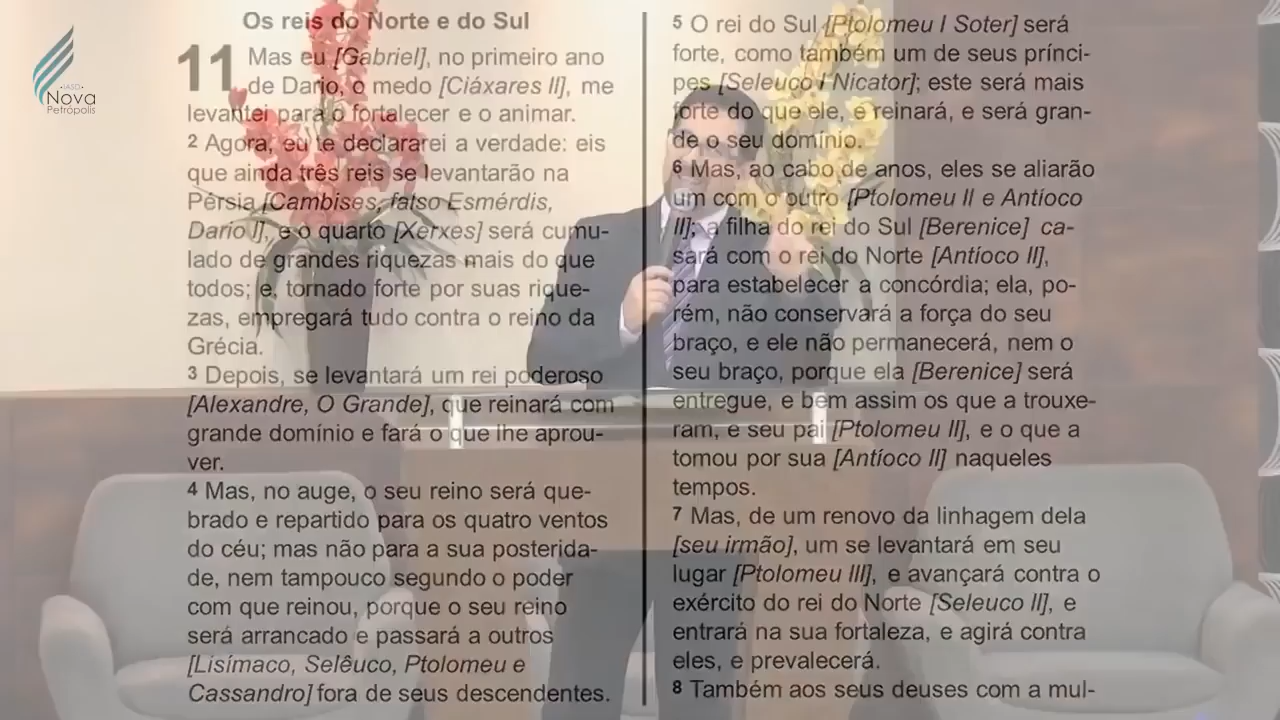 IASD
Nova
Petrópolis
Os reis do Norte e do Sul
11 Mas eu [Gabriel], no primeiro ano
de Dario, o medo [Ciáxares II], me
levantei para o fortalecer e o animar.
2 Agora, eu te declararei a verdade: eis
que ainda três reis se levantarão na
Pérsia [Cambises, falso Esmérdis,
Dario I], e o quarto [Xerxes] será cumu-
lado de grandes riquezas mais do que
todos; e, tornado forte por suas rique-
zas, empregará tudo contra o reino da
Grécia.
3 Depois, se levantará um rei poderoso
[Alexandre, O Grande], que reinará com
grande domínio e fará o que lhe aprou-
ver.
4 Mas, no auge, o seu reino será que-
brado e repartido para os quatro ventos
do céu; mas não para a sua posterida-
de, nem tampouco segundo o poder
com que reinou, porque o seu reino
será arrancado e passará a outros
[Lisímaco, Selêuco, Ptolomeu e
Cassandro] fora de seus descendentes.
5 O rei do Sul [Ptolomeu I Soter] será
forte, como também um de seus prínci-
pes [Seleuco I Nicator]; este será mais
forte do que ele, e reinará, e será gran-
de o seu domínio.
6 Mas, ao cabo de anos, eles se aliarão
um com o outro [Ptolomeu II e Antíoco
II]; a filha do rei do Sul [Berenice] ca-
sará com o rei do Norte [Antíoco II],
para estabelecer a concórdia; ela, po-
rém, não conservará a força do seu
braço, e ele não permanecerá, nem o
seu braço, porque ela [Berenice] será
entregue, e bem assim os que a trouxe-
ram, e seu pai [Ptolomeu II], e o que a
tomou por sua [Antíoco II] naqueles
tempos.
7 Mas, de um renovo da linhagem dela
[seu irmão], um se levantará em seu
lugar [Ptolomeu III], e avançará contra o
exército do rei do Norte [Seleuco II], e
entrará na sua fortaleza, e agirá contra
eles, e prevalecerá.
8 Também aos seus deuses com a mul-